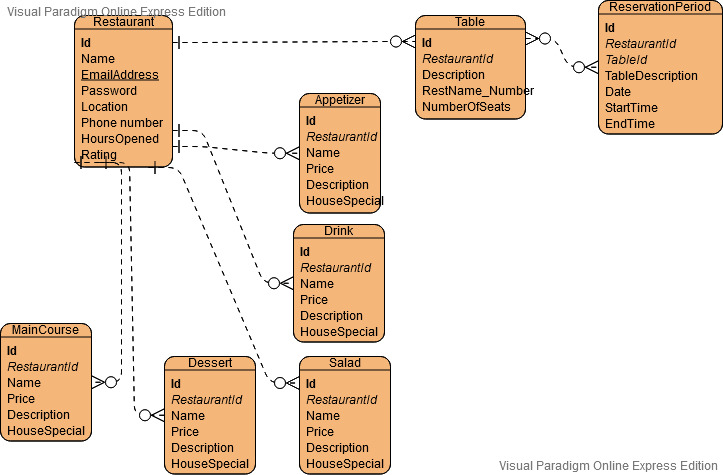 Visual Paradigm Online Express Edition
Restaurant
Id
Name
EmailAddress
Password
Location
Phone number
HoursOpened
Rating
Table
Id
RestaurantId
Description
RestName_Number
NumberOfSeats
ReservationPeriod
Id
RestaurantId
TableId
TableDescription
Date
StartTime
EndTime
Appetizer
Id
RestaurantId
Name
Price
Description
HouseSpecial
Drink
Id
RestaurantId
Name
Price
Description
HouseSpecial
MainCourse
Id
RestaurantId
Name
Price
Description
HouseSpecial
Dessert
Id
RestaurantId
Name
Price
Description
HouseSpecial
Salad
Id
RestaurantId
Name
Price
Description
HouseSpecial
Visual Paradigm Online Express Edition